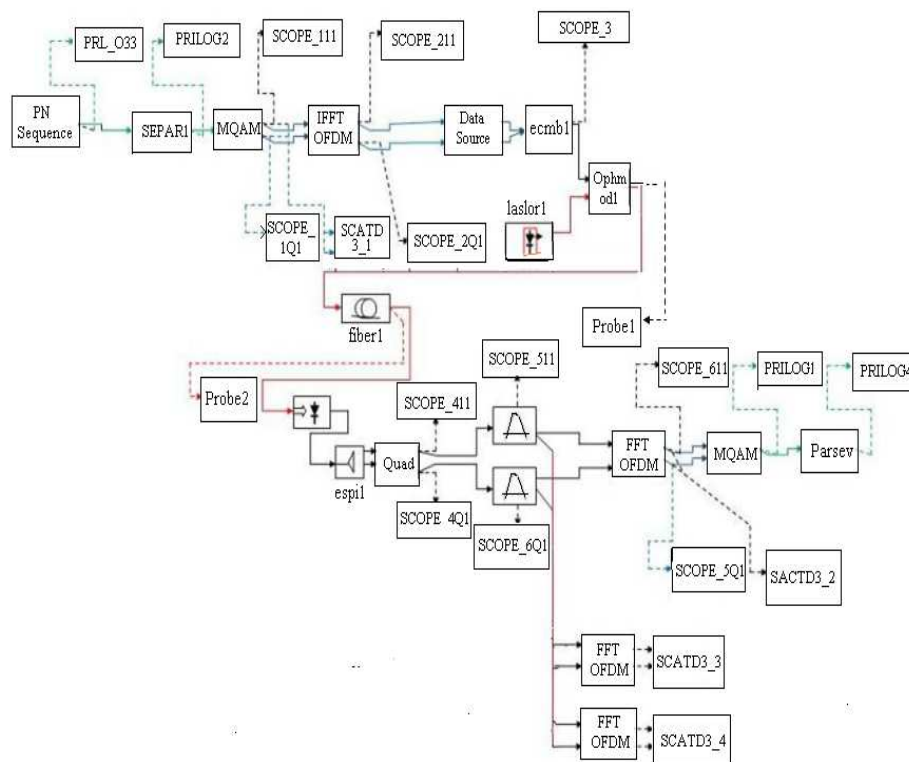 PRL_O33
PRILOG2
SCOPE_111
SCOPE_211
SCOPE_3
PN
Sequence
SEPAR1
MQAM
IFFT
OFDM
Data
Source
ecmb1
Ophm
od1
laslor1
SCOPE_
1Q1
SCATD
3_1
SCOPE_2Q1
fiber1
Probe1
Probe2
SCOPE_511
SCOPE_611
PRILOG1
PRILOG4
SCOPE_411
Quad
espi1
FFT
OFDM
MQAM
Parsev
SCOPE_4Q1
SCOPE_6Q1
SCOPE_5Q1
SACTD3_2
FFT
OFDM
SCATD3_3
FFT
OFDM
SCATD3_4